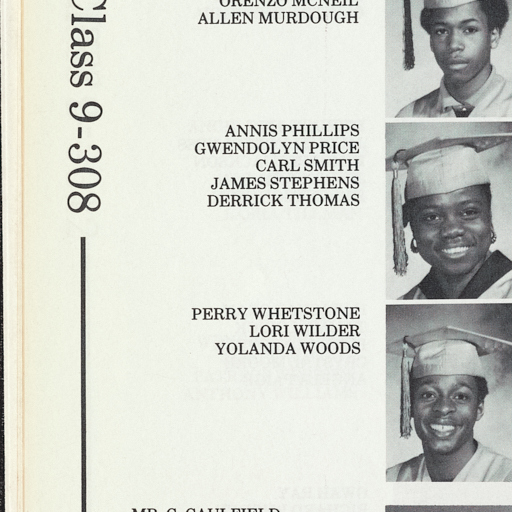 Class 9-308
ORENZO MCNEIL
ALLEN MURDOUGH
ANNIS PHILLIPS
GWENDOLYN PRICE
CARL SMITH
JAMES STEPHENS
DERRICK THOMAS
PERRY WHETSTONE
LORI WILDER
YOLANDA WOODS
MR. C. CAULFIELD